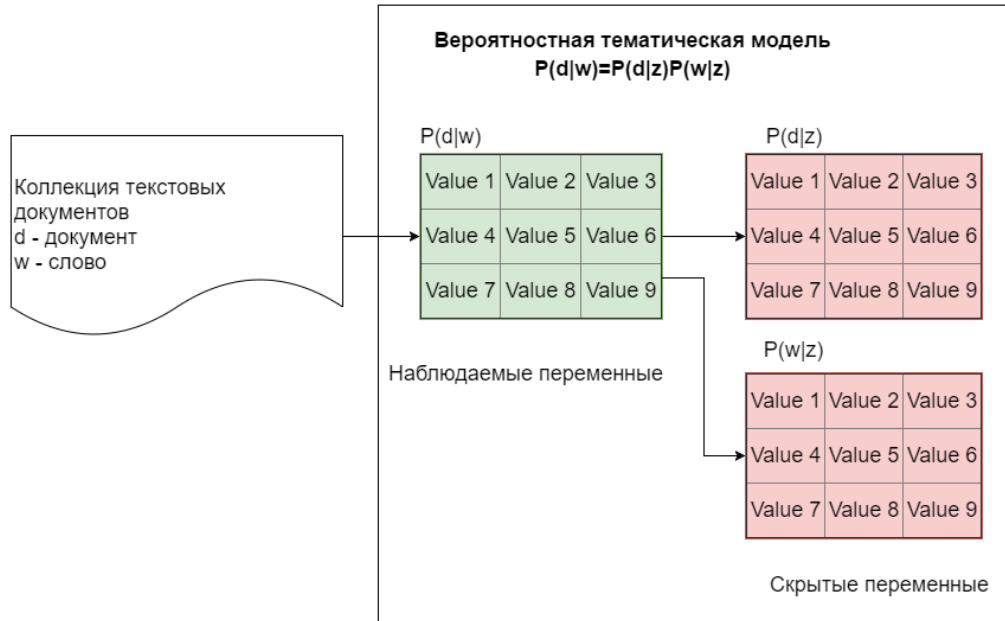 Вероятностная тематическая модель
P(d|w)=P(d|z)P(w|z)
Коллекция текстовых
документов
d - документ
w - слово
P(d|w)
Value 1 Value 2 Value 3
Value 4 Value 5 Value 6
Value 7 Value 8 Value 9
Наблюдаемые переменные
P(d|z)
Value 1 Value 2 Value 3
Value 4 Value 5 Value 6
Value 7 Value 8 Value 9
P(w|z)
Value 1 Value 2 Value 3
Value 4 Value 5 Value 6
Value 7 Value 8 Value 9
Скрытые переменные